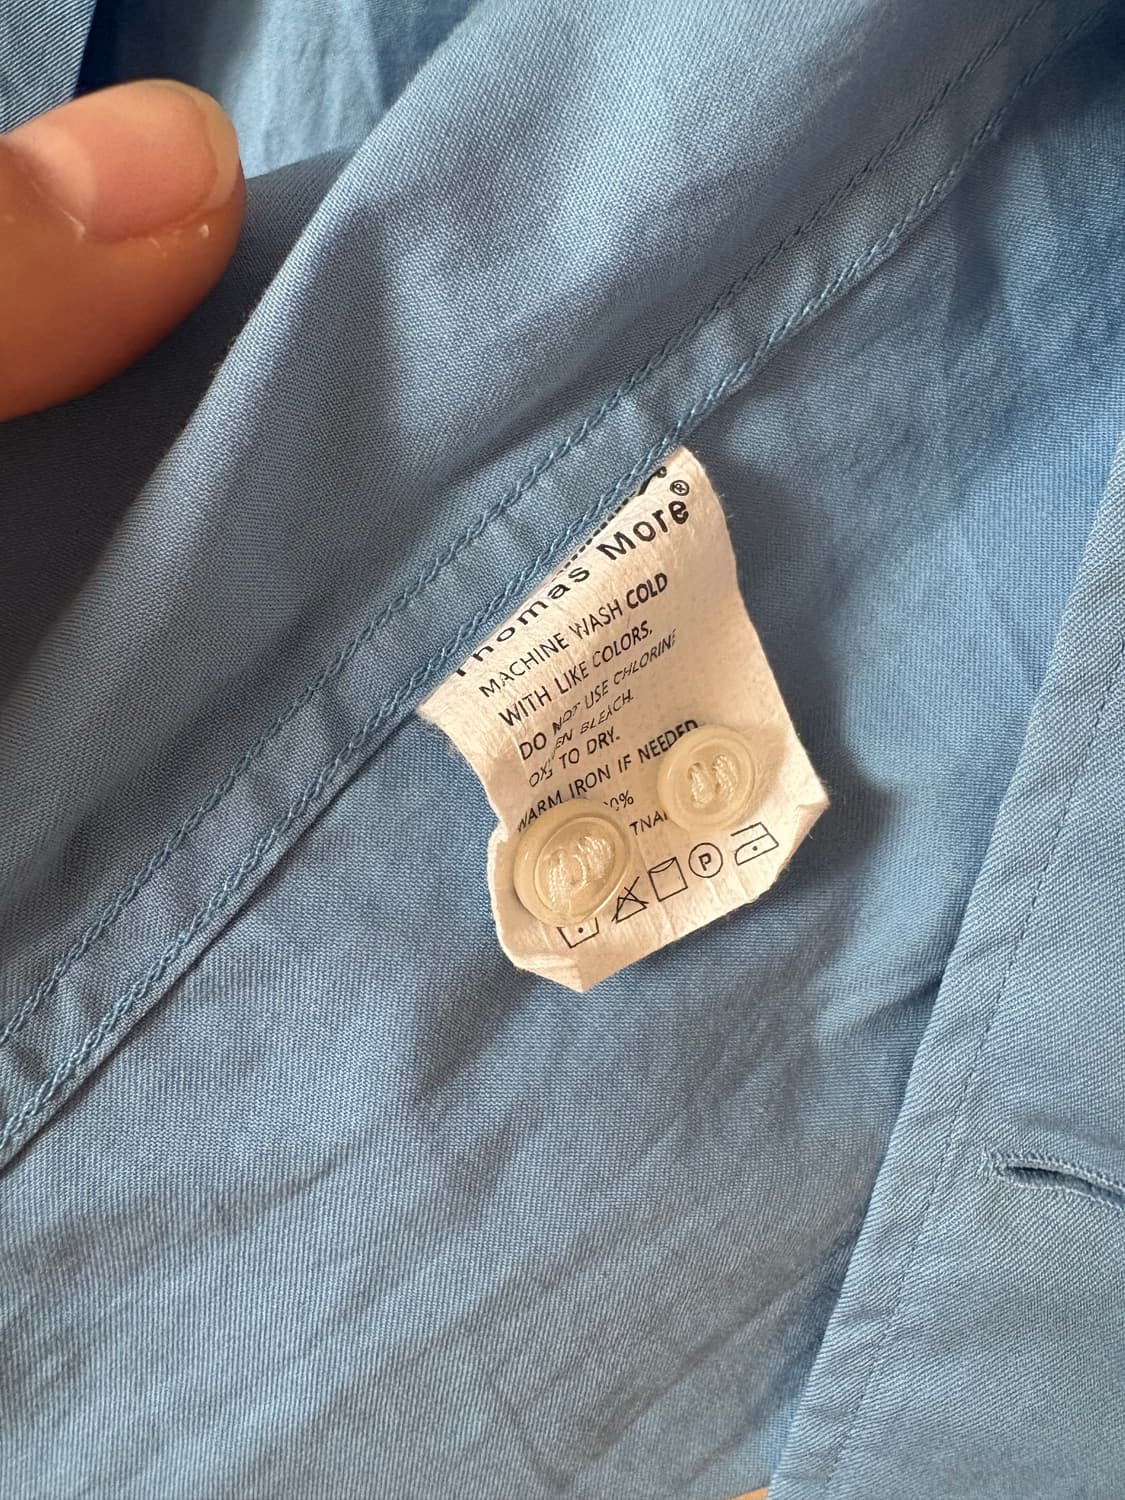 Thomas More®
MACHINE WASH COLD
WITH LIKE COLORS.
DO NOT USE CHLORINE
BLEACH.
TO DRY.
WARM IRON IF NEEDED
P